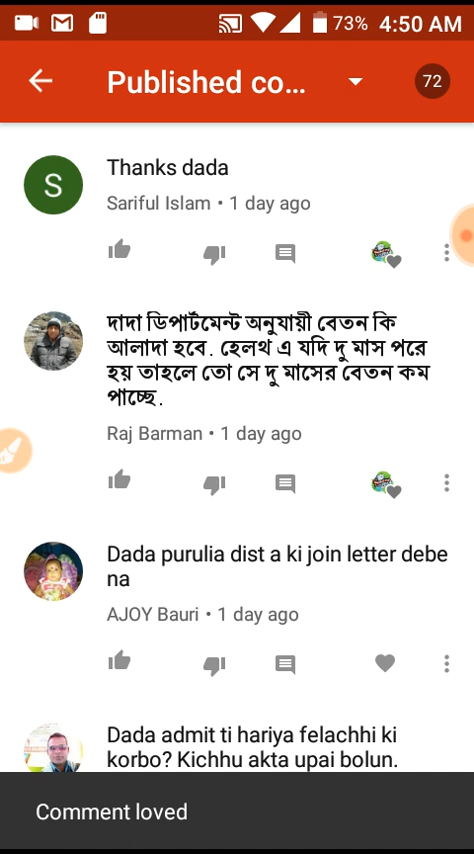 73% 4:50 AM
Published co... 72
Thanks dada
S
Sariful Islam • 1 day ago
দাদা ডিপার্টমেন্ট অনুযায়ী বেতন কি
আলাদা হবে. হেলথ এ যদি দু মাস পরে
হয় তাহলে তো সে দু মাসের বেতন কম
পাচ্ছে.
Raj Barman • 1 day ago
Dada purulia dist a ki join letter debe
na
AJOY Bauri • 1 day ago
Dada admit ti hariya felachhi ki
korbo? Kichhu akta upai bolun.
Comment loved